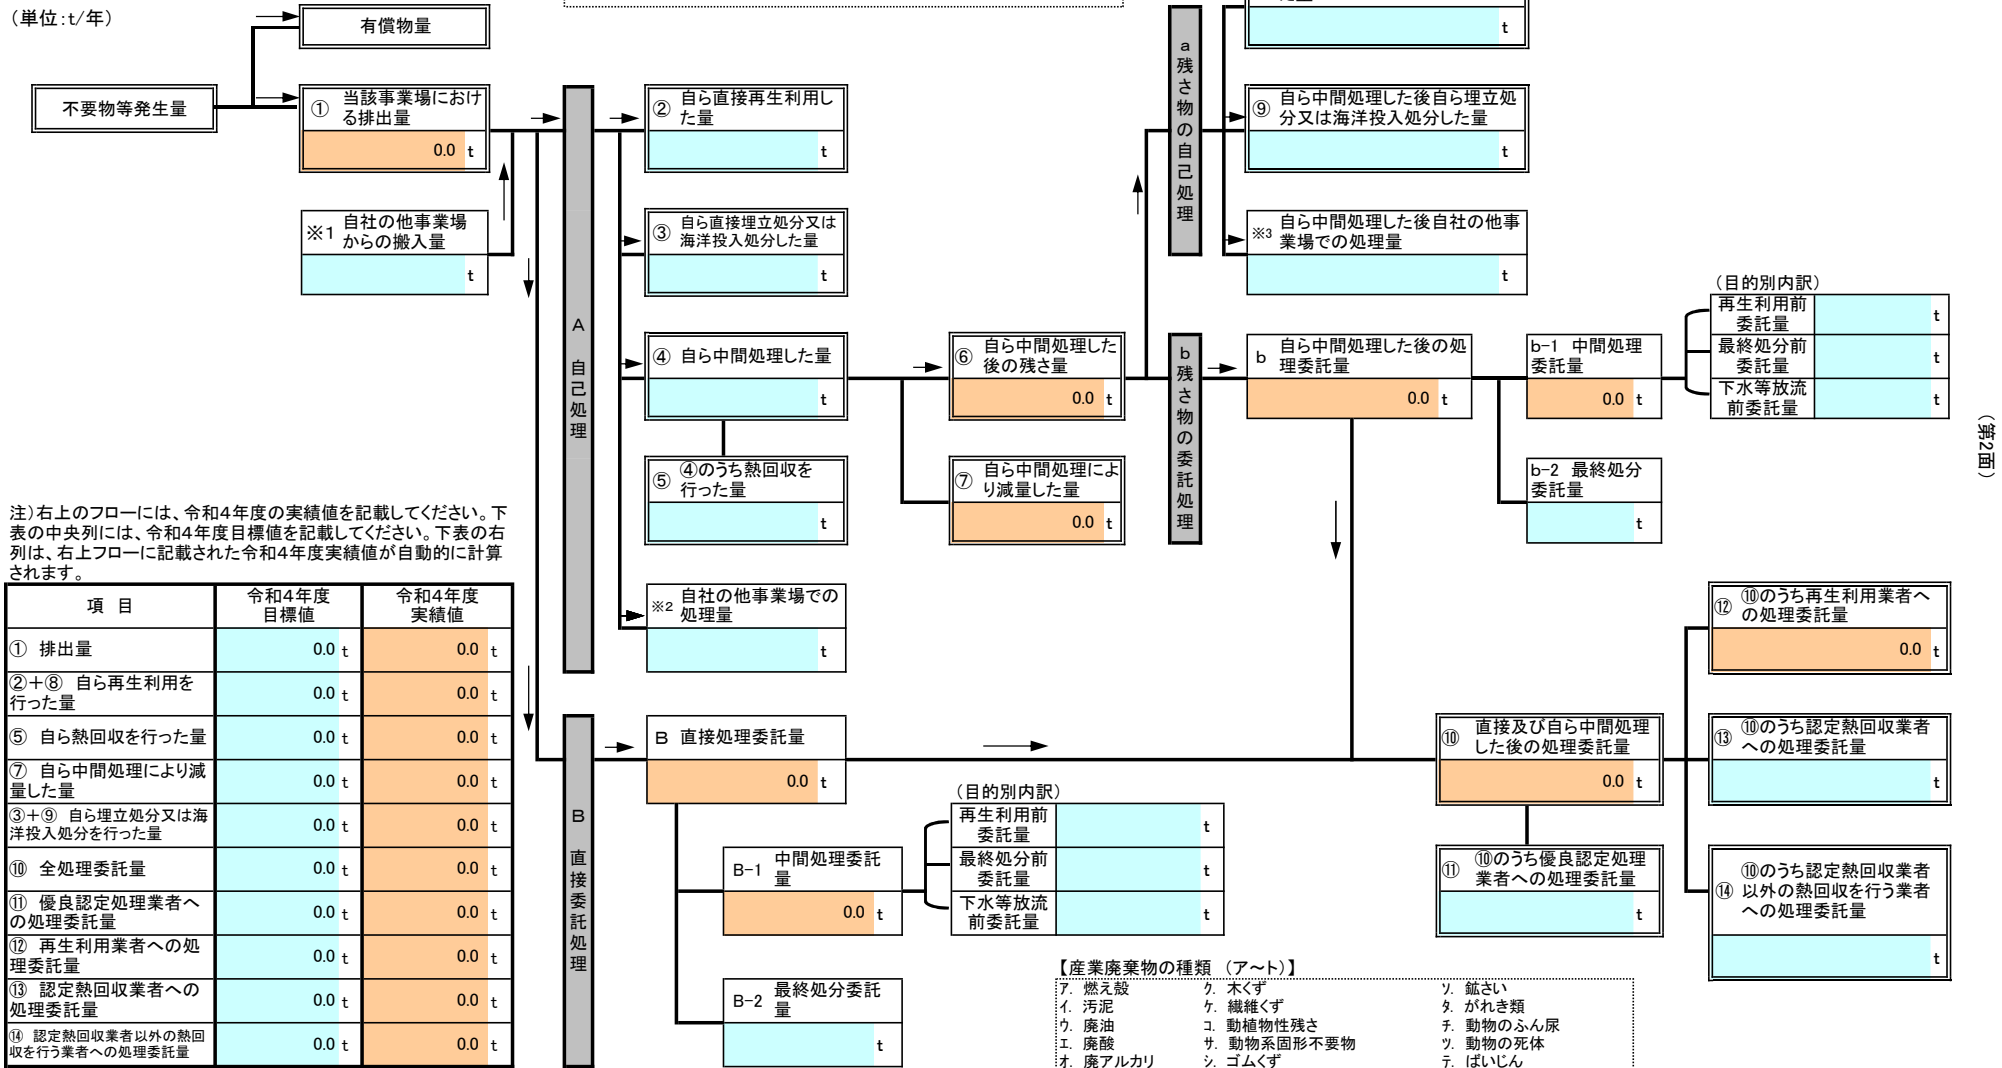 (単位:t/年)
有償物量
不要物等発生量
① 当該事業場におけ
る排出量
0.0 t
※1 自社の他事業場
からの搬入量
t
A 自己処理
② 自ら直接再生利用し
た量
t
③ 自ら直接埋立処分又は
海洋投入処分した量
t
④ 自ら中間処理した量
t
⑤ ④のうち熱回収を
行った量
t
※2 自社の他事業場での
処理量
t
⑥ 自ら中間処理した
後の残さ量
0.0 t
⑦ 自ら中間処理によ
り減量した量
0.0 t
a 残さ物の自己処理
t
⑨ 自ら中間処理した後自ら埋立処
分又は海洋投入処分した量
t
※3 自ら中間処理した後自社の他事
業場での処理量
t
b 残さ物の委託処理
b 自ら中間処理した後の処
理委託量
0.0 t
b-1 中間処理
委託量
0.0 t
b-2 最終処分
委託量
t
(目的別内訳)
再生利用前
委託量 t
最終処分前
委託量 t
下水等放流
前委託量 t
(第2面)
注)右上のフローには、令和4年度の実績値を記載してください。下
表の中央列には、令和4年度目標値を記載してください。下表の右
列は、右上フローに記載された令和4年度実績値が自動的に計算
されます。
項 目 令和4年度 令和4年度
目標値 実績値
① 排出量 0.0 t 0.0 t
②+⑧ 自ら再生利用を
行った量 0.0 t 0.0 t
⑤ 自ら熱回収を行った量 0.0 t 0.0 t
⑦ 自ら中間処理により減
量した量 0.0 t 0.0 t
③+⑨ 自ら埋立処分又は海
洋投入処分を行った量 0.0 t 0.0 t
⑩ 全処理委託量 0.0 t 0.0 t
⑪ 優良認定処理業者へ
の処理委託量 0.0 t 0.0 t
⑫ 再生利用業者への処
理委託量 0.0 t 0.0 t
⑬ 認定熱回収業者への
処理委託量 0.0 t 0.0 t
⑭ 認定熱回収業者以外の熱回
収を行う業者への処理委託量 0.0 t 0.0 t
B 直接委託処理
B 直接処理委託量
0.0 t
B-1 中間処理委託
量
0.0 t
B-2 最終処分委託
量
t
(目的別内訳)
再生利用前
委託量 t
最終処分前
委託量 t
下水等放流
前委託量 t
⑩ 直接及び自ら中間処理
した後の処理委託量
0.0 t
⑪ ⑩のうち優良認定処理
業者への処理委託量
t
⑫ ⑩のうち再生利用業者へ
の処理委託量
0.0 t
⑬ ⑩のうち認定熱回収業者
への処理委託量
t
⑭ ⑩のうち認定熱回収業者
以外の熱回収を行う業者
への処理委託量
t
【産業廃棄物の種類 (ア~ト)】
ア. 燃え殻 ク. 木くず ソ. 鉱さい
イ. 汚泥 ケ. 繊維くず タ. がれき類
ウ. 廃油 コ. 動植物性残さ チ. 動物のふん尿
エ. 廃酸 サ. 動物系固形不要物 ツ. 動物の死体
オ. 廃アルカリ シ. ゴムくず テ. ばいじん